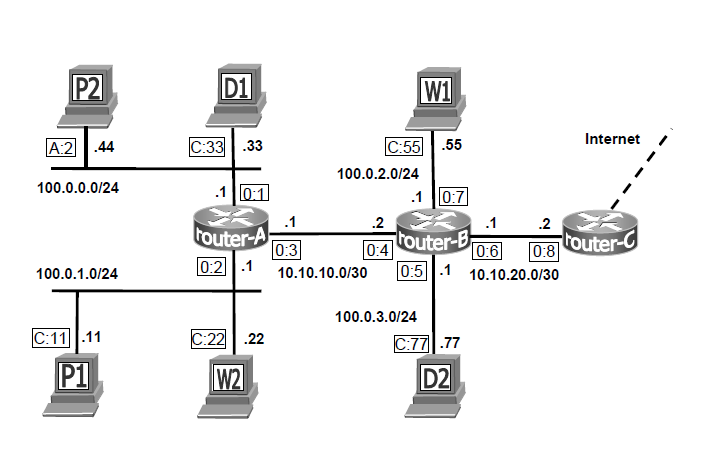 P2
D1
W1
A:2
.44
C:33
.33
C:55
.55
Internet
100.0.0.0/24
100.0.2.0/24
.1
0:1
.1
0:7
router-A
.1
.2
router-B
.1
.2
router-C
0:3
0:4
0:6
0:8
100.0.1.0/24
0:2
.1
10.10.10.0/30
0:5
.1
10.10.20.0/30
100.0.3.0/24
C:11
.11
C:22
.22
C:77
.77
P1
W2
D2